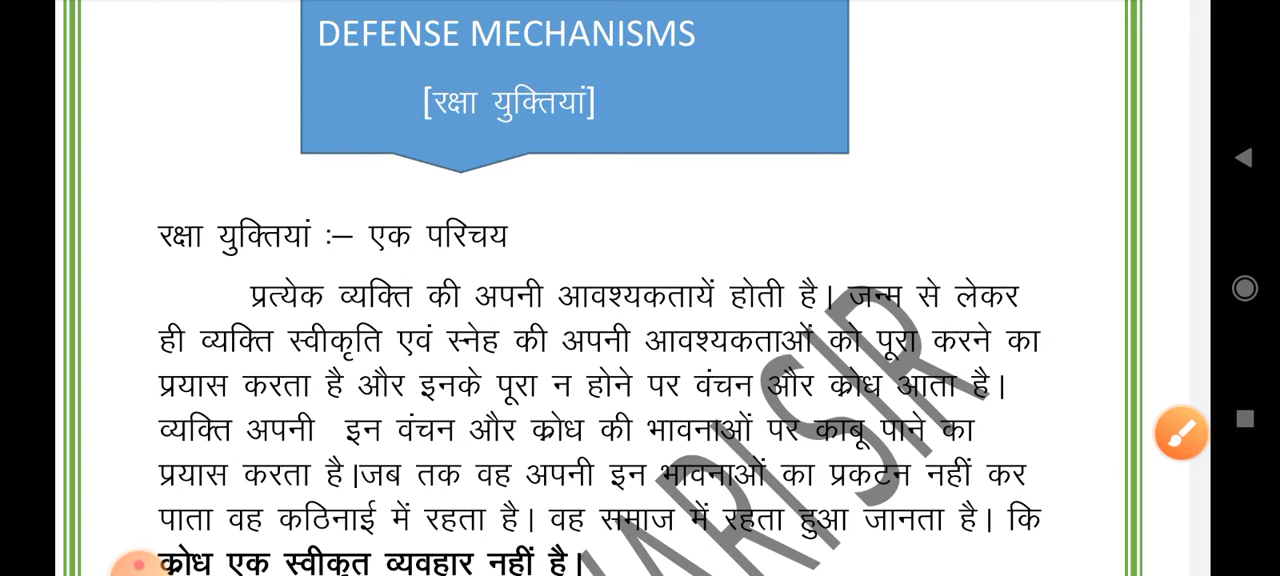 DEFENSE MECHANISMS
[रक्षा युक्तियां]
रक्षा युक्तियां :– एक परिचय
प्रत्येक व्यक्ति की अपनी आवश्यकतायें होती है। जन्म से लेकर
ही व्यक्ति स्वीकृति एवं स्नेह की अपनी आवश्यकताओं को पूरा करने का
प्रयास करता है और इनके पूरा न होने पर वंचन और क्रोध आता है।
व्यक्ति अपनी इन वंचन और क्रोध की भावनाओं पर काबू पाने का
प्रयास करता है।जब तक वह अपनी इन भावनाओं का प्रकटन नहीं कर
पाता वह कठिनाई में रहता है। वह समाज में रहता हुआ जानता है। कि
क्रोध एक स्वीकृत व्यवहार नहीं है।
ARI SIR